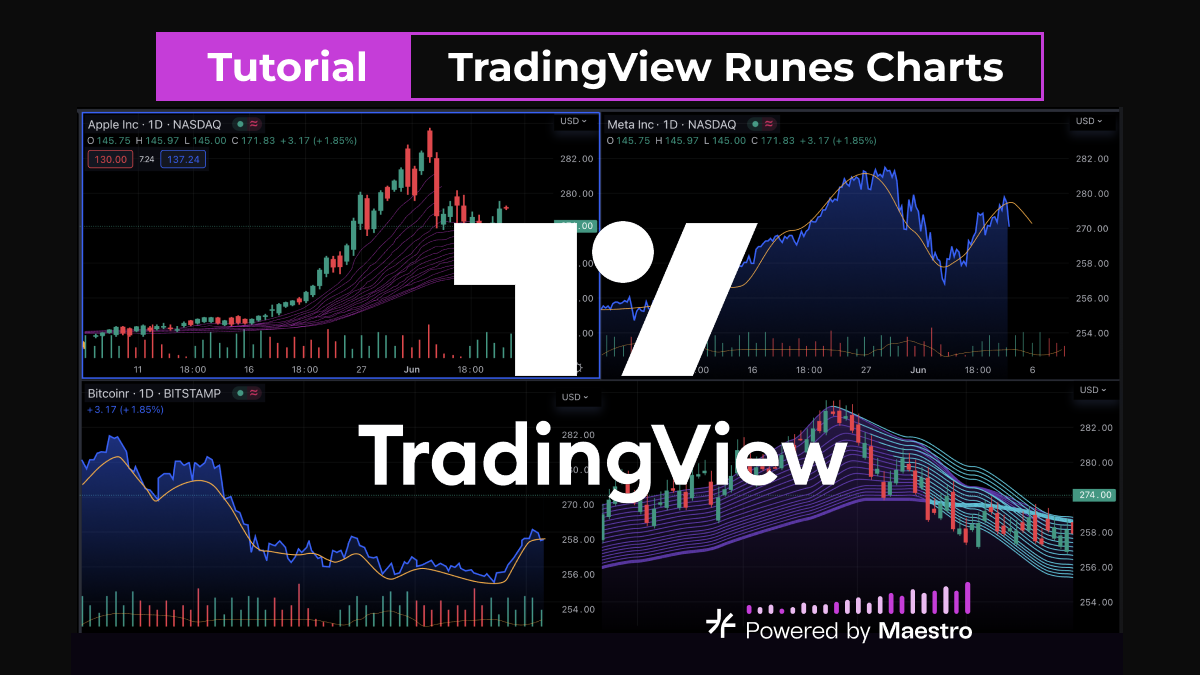 Tutorial
TradingView Runes Charts
Apple Inc · 1D · NASDAQ
USD
O 145.75 H 145.97 L 145.00 C 171.83 +3.17 (+1.85%)
130.00 7.24 137.24
282.00
280.00
11 18:00 16 18:00 27 Jun 18:00
Meta Inc · 1D · NASDAQ
USD
O 145.75 H 145.97 L 145.00 C 171.83 +3.17 (+1.85%)
282.00
280.00
270.00
258.00
256.00
254.00
18:00 27 Jun 18:00 6
Bitcoinr · 1D · BITSTAMP
USD
+3.17 (+1.85%)
282.00
270.00
258.00
256.00
254.00
USD
282.00
280.00
274.00
258.00
256.00
254.00
TradingView
Powered by Maestro